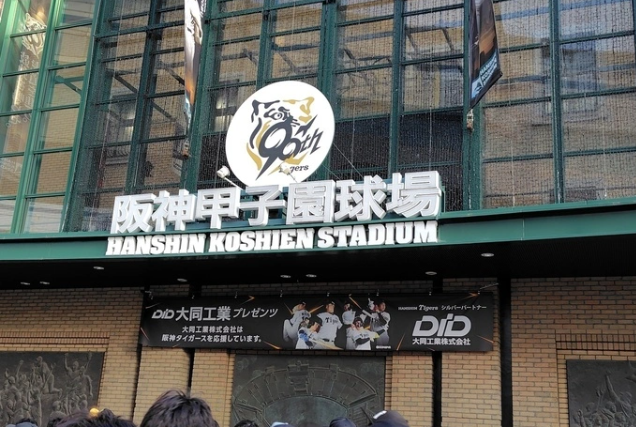 90th
Tigers
阪神甲子園球場
HANSHIN KOSHIEN STADIUM
DID 大同工業 プレゼンツ
大同工業株式会社は
阪神タイガースを応援しています。
HANSHIN Tigers シルバーパートナー
DID
大同工業株式会社